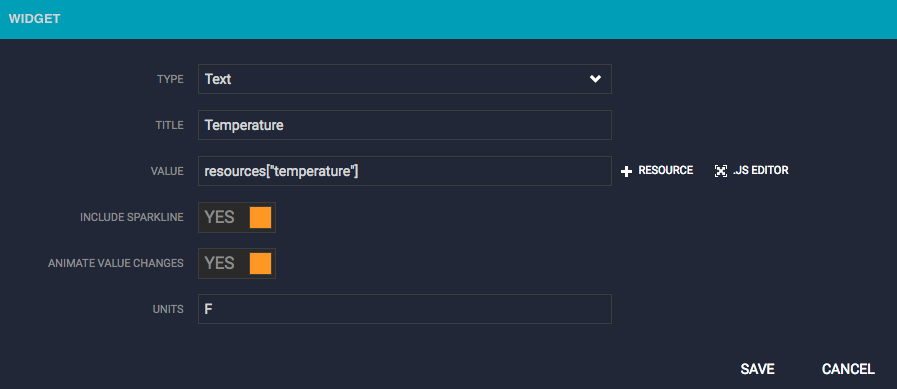 WIDGET
TYPE Text
TITLE Temperature
VALUE resources["temperature"] RESOURCE .JS EDITOR
INCLUDE SPARKLINE YES
ANIMATE VALUE CHANGES YES
UNITS F
SAVE CANCEL